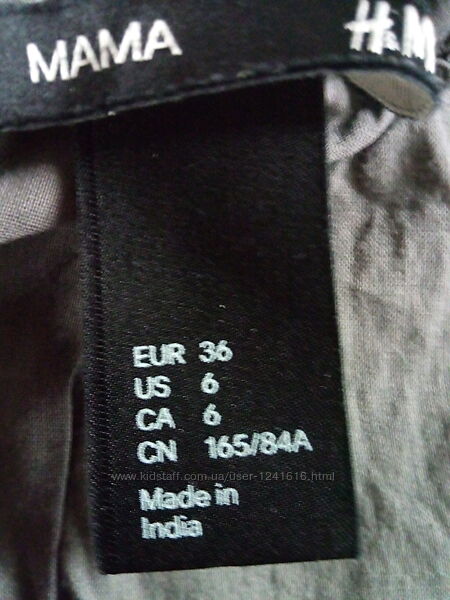 MAMA H&M
EUR 36
US 6
CA 6
CN 165/84A
kidstaff.com.ua/user-1241616.html
Made in
India